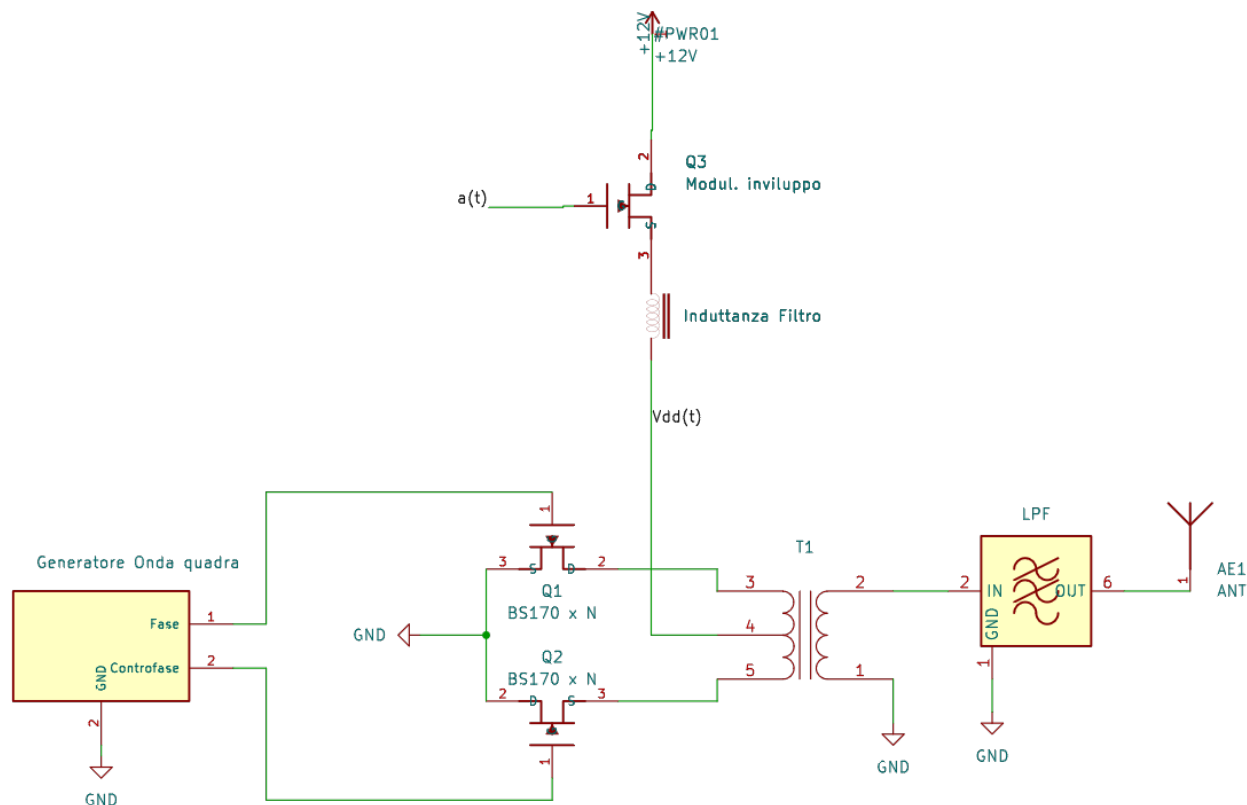 +12V
#PWR01
+12V
2
D
Q3
Modul. inviluppo
a(t)
1
S
3
Induttanza Filtro
Vdd(t)
Generatore Onda quadra
Fase
1
Controfase
2
GND
2
GND
1
3
S
D
2
Q1
BS170 x N
GND
Q2
BS170 x N
2
D
S
3
1
T1
3
4
5
2
1
GND
LPF
2
IN
OUT
6
GND
1
GND
1
AE1
ANT